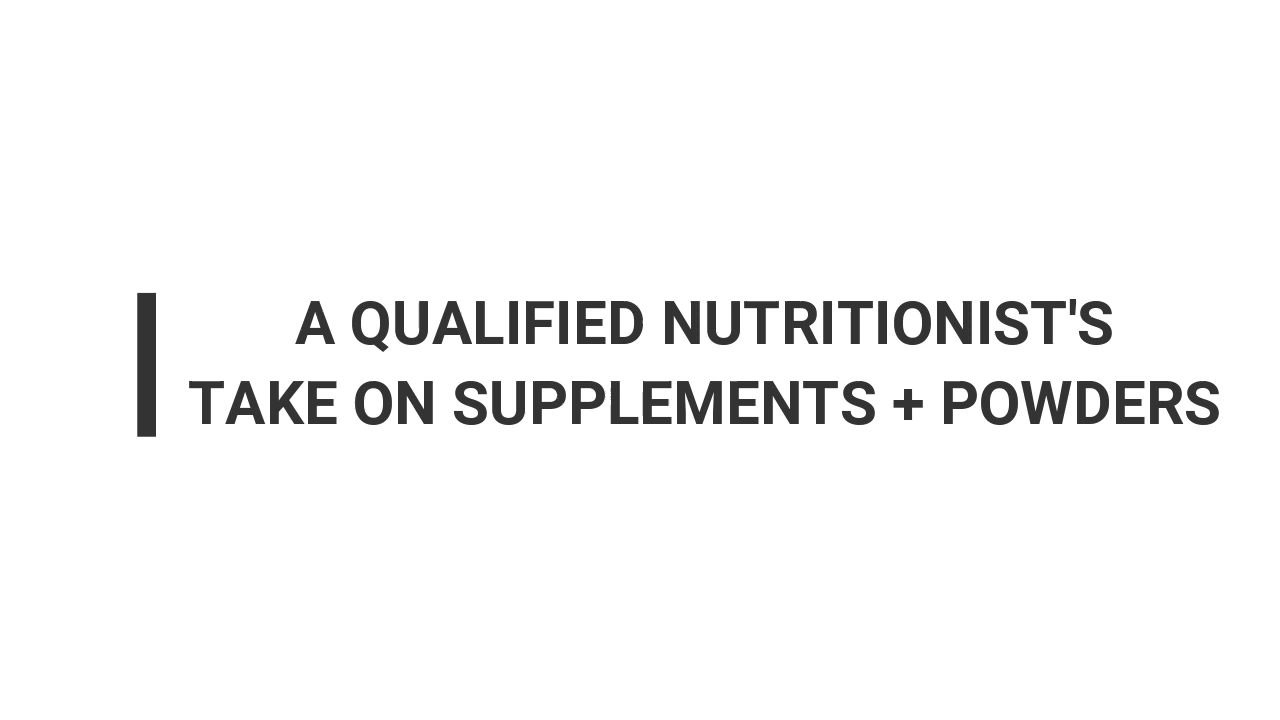 A QUALIFIED NUTRITIONIST'S
TAKE ON SUPPLEMENTS + POWDERS